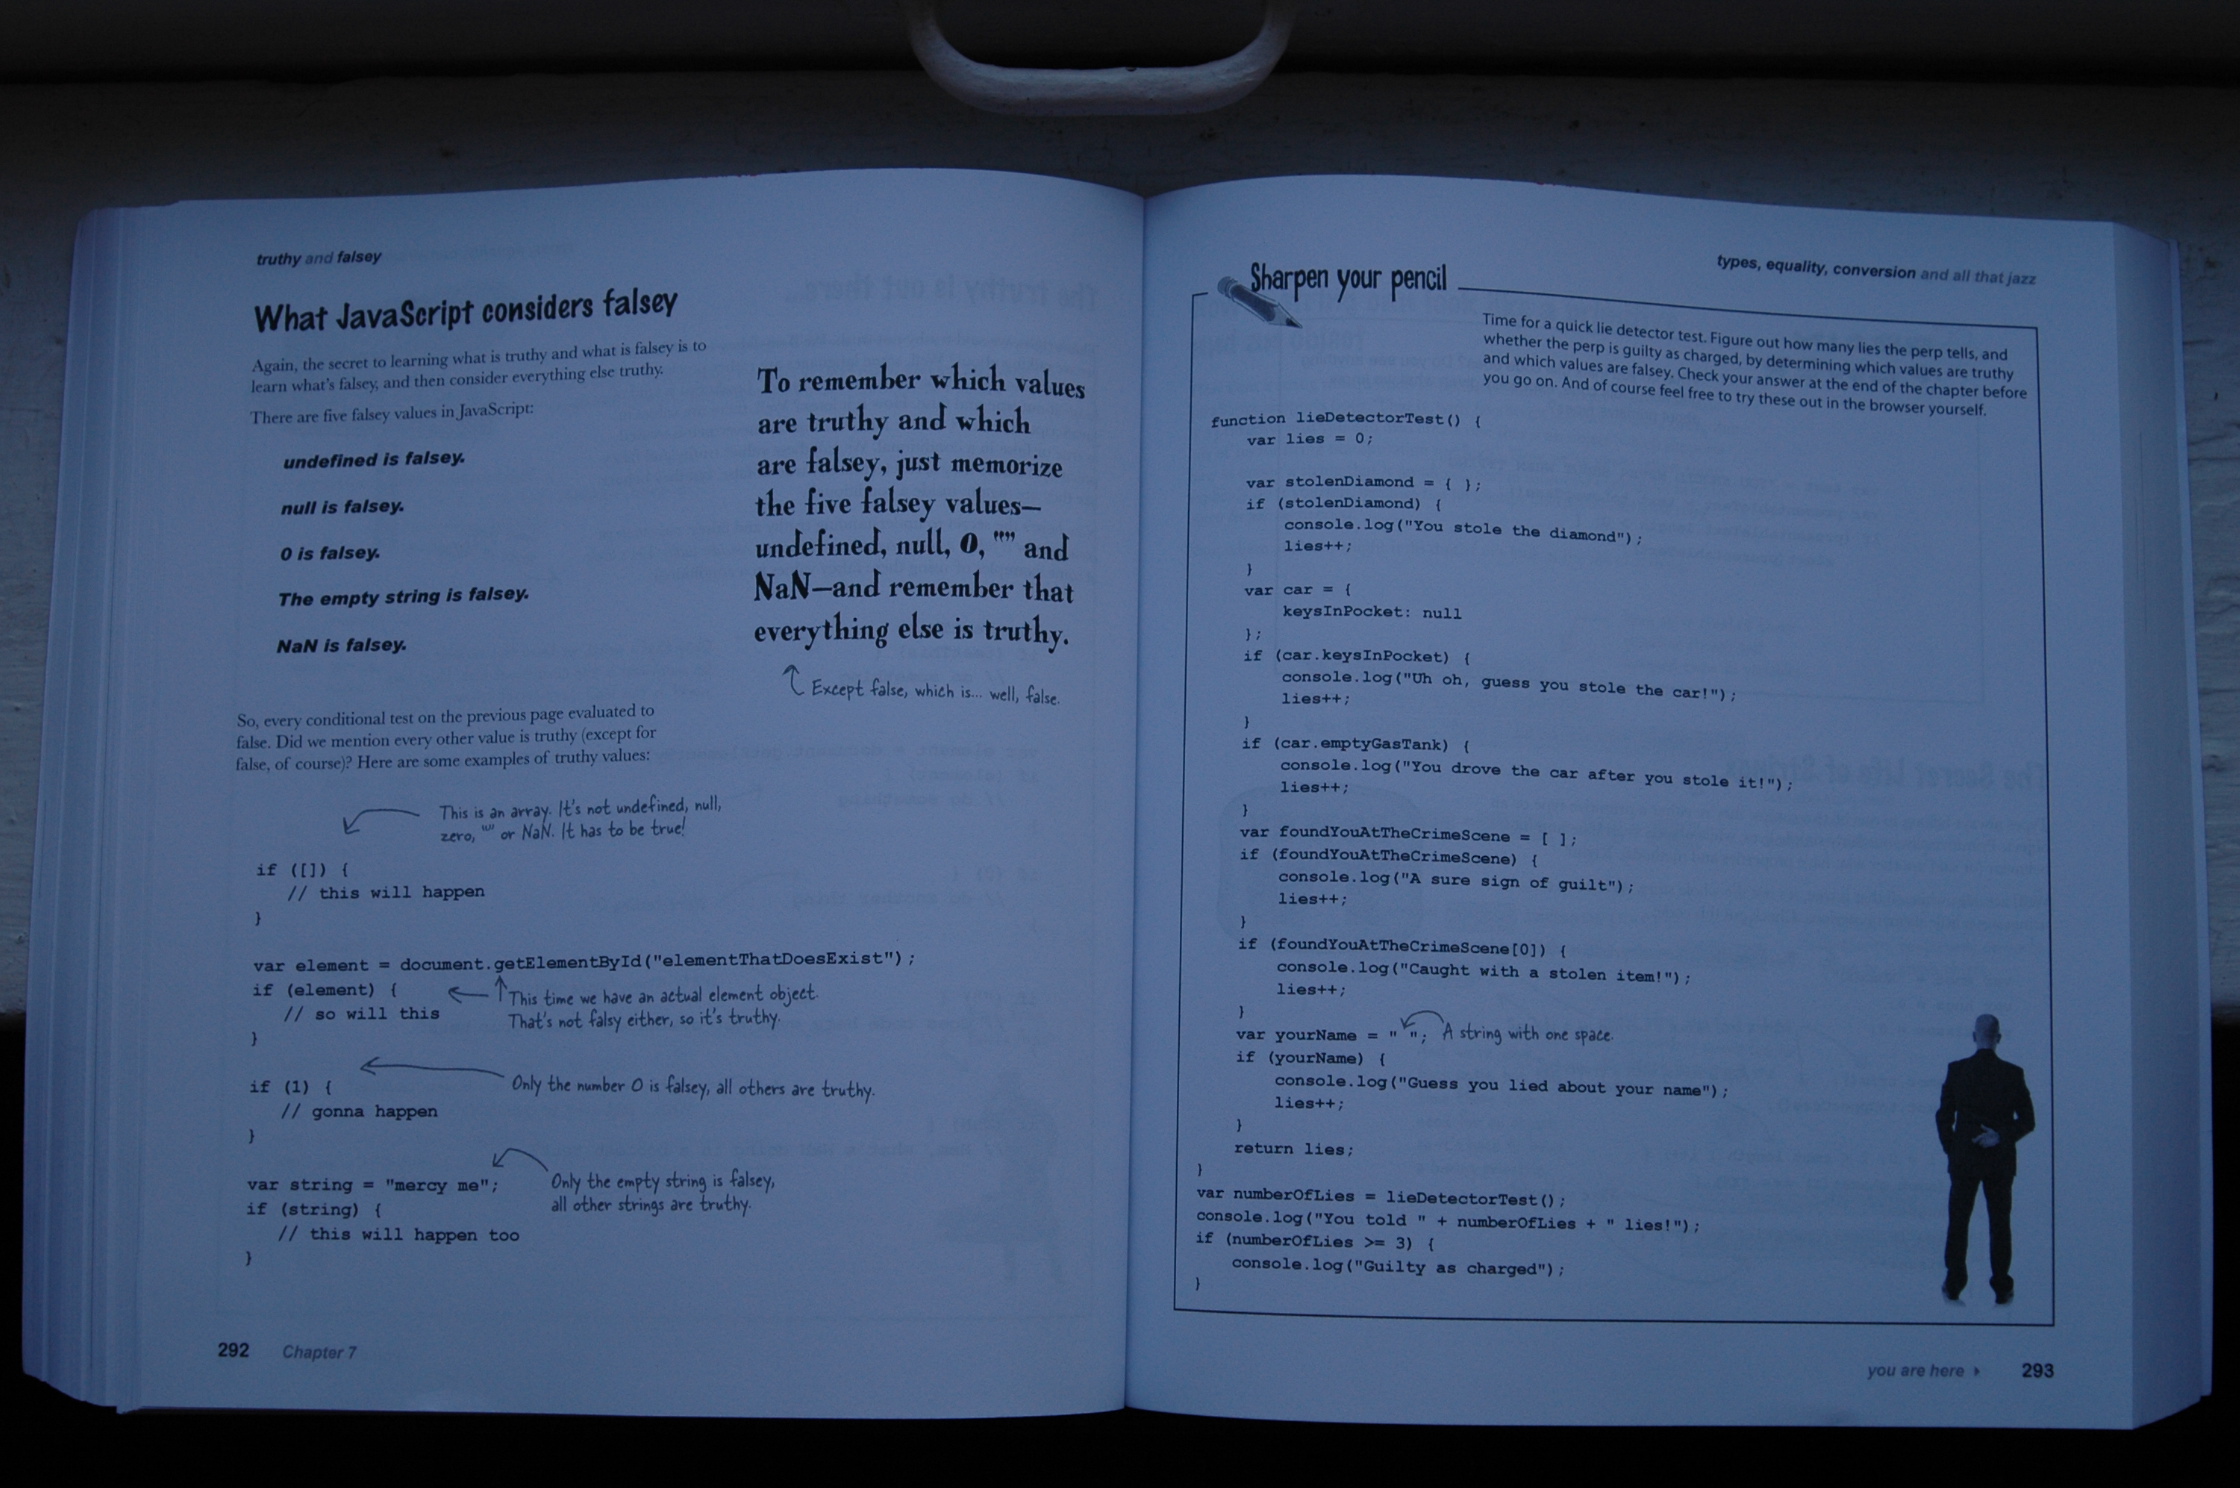 truthy and falsey
What JavaScript considers falsey
Again, the secret to learning what is truthy and what is falsey is to
learn what's falsey, and then consider everything else truthy.
There are five falsey values in JavaScript:
undefined is falsey.
null is falsey.
0 is falsey.
The empty string is falsey.
NaN is falsey.
To remember which values
are truthy and which
are falsey, just memorize
the five falsey values—
undefined, null, 0, "" and
NaN—and remember that
everything else is truthy.
Except false, which is... well, false.
So, every conditional test on the previous page evaluated to
false. Did we mention every other value is truthy (except for
false, of course)? Here are some examples of truthy values:
This is an array. It's not undefined, null,
zero, "" or NaN. It has to be true!
if ([]) {
// this will happen
}
var element = document.getElementById("elementThatDoesExist");
if (element) {
// so will this
}
This time we have an actual element object.
That's not falsy either, so it's truthy.
if (1) {
// gonna happen
}
Only the number 0 is falsey, all others are truthy.
var string = "mercy me";
if (string) {
// this will happen too
}
Only the empty string is falsey,
all other strings are truthy.
292 Chapter 7
types, equality, conversion and all that jazz
Sharpen your pencil
Time for a quick lie detector test. Figure out how many lies the perp tells, and
whether the perp is guilty as charged, by determining which values are truthy
and which values are falsey. Check your answer at the end of the chapter before
you go on. And of course feel free to try these out in the browser yourself.
function lieDetectorTest() {
var lies = 0;
var stolenDiamond = { };
if (stolenDiamond) {
console.log("You stole the diamond");
lies++;
}
var car = {
keysInPocket: null
};
if (car.keysInPocket) {
console.log("Uh oh, guess you stole the car!");
lies++;
}
if (car.emptyGasTank) {
console.log("You drove the car after you stole it!");
lies++;
}
var foundYouAtTheCrimeScene = [ ];
if (foundYouAtTheCrimeScene) {
console.log("A sure sign of guilt");
lies++;
}
if (foundYouAtTheCrimeScene[0]) {
console.log("Caught with a stolen item!");
lies++;
}
var yourName = " "; A string with one space.
if (yourName) {
console.log("Guess you lied about your name");
lies++;
}
return lies;
}
var numberOfLies = lieDetectorTest();
console.log("You told " + numberOfLies + " lies!");
if (numberOfLies >= 3) {
console.log("Guilty as charged");
}
you are here ▸ 293